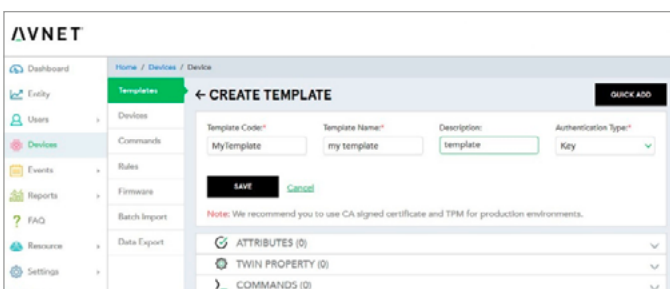 AVNET
Dashboard
Entity
Users
Devices
Events
Reports
FAQ
Resource
Settings
Home / Devices / Device
Templates
Devices
Commands
Rules
Firmware
Batch Import
Data Export
← CREATE TEMPLATE
QUICK ADD
Template Code:* Template Name:* Description: Authentication Type:*
MyTemplate my template template Key
SAVE Cancel
Note: We recommend you to use CA signed certificate and TPM for production environments.
ATTRIBUTES (0)
TWIN PROPERTY (0)
COMMANDS (0)